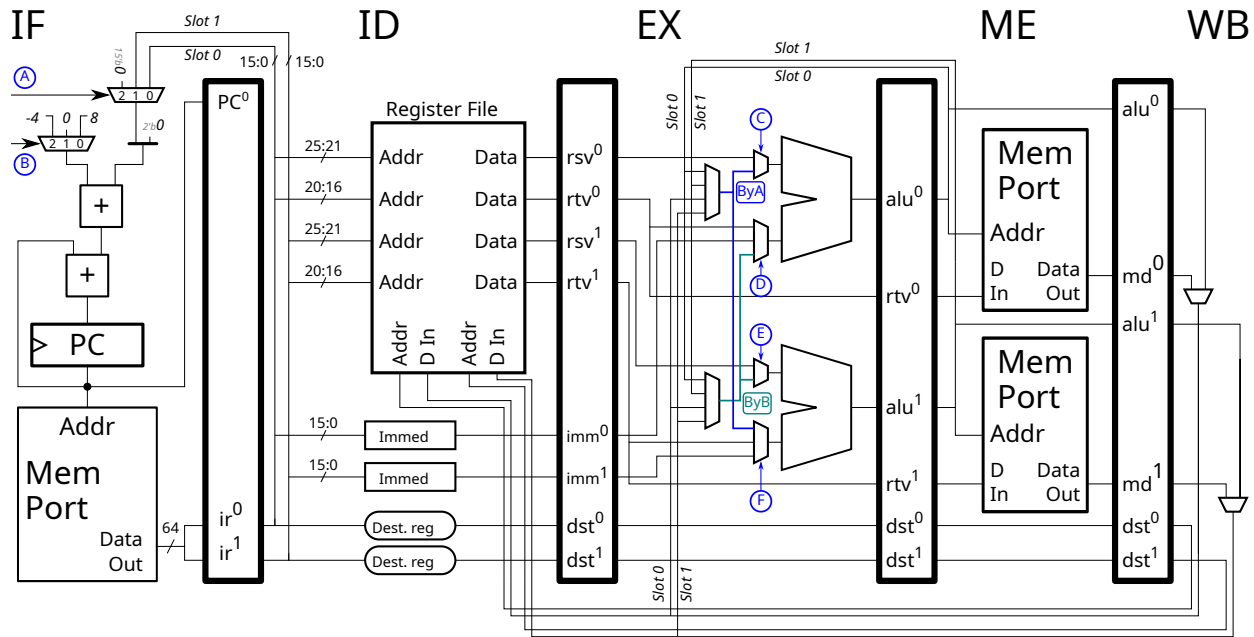 IF
ID
EX
ME
WB
Slot 1
Slot 0
15'b0
15:0
15:0
A
2 1 0
-4 0 8
2 1 0
2'b0
B
+
+
PC
Addr
Mem
Port
Data
Out
64
PC⁰
ir⁰
ir¹
25:21
20:16
25:21
20:16
15:0
15:0
Register File
Addr Data
Addr Data
Addr Data
Addr Data
Addr
D In
Addr
D In
Immed
Immed
Dest. reg
Dest. reg
rsv⁰
rtv⁰
rsv¹
rtv¹
imm⁰
imm¹
dst⁰
dst¹
Slot 1
Slot 0
Slot 0
Slot 1
C
ByA
D
E
ByB
F
Slot 0
Slot 1
alu⁰
rtv⁰
alu¹
rtv¹
Mem
Port
Addr
D Data
In Out
Mem
Port
Addr
D Data
In Out
alu⁰
md⁰
alu¹
md¹
dst⁰
dst¹